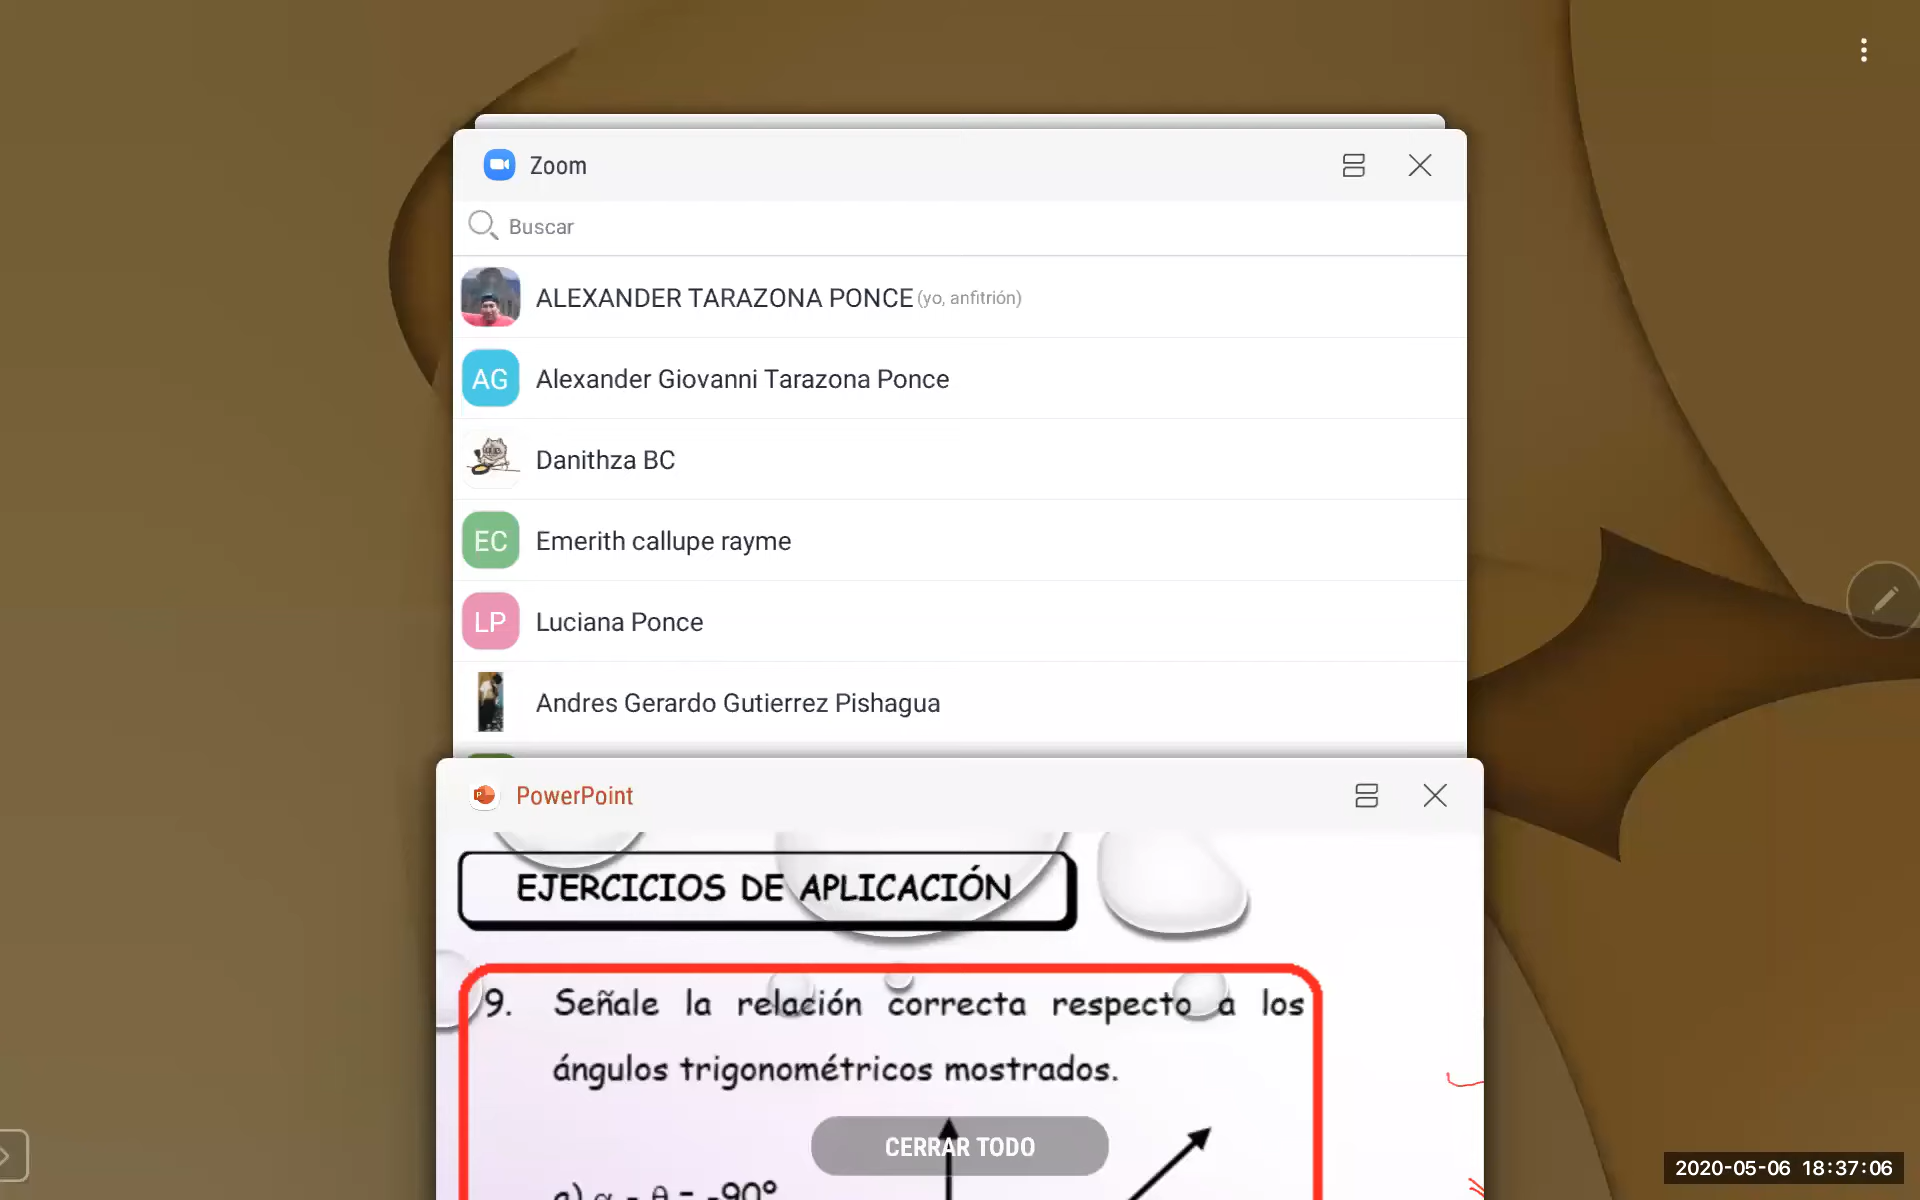 Zoom
Buscar
ALEXANDER TARAZONA PONCE (yo, anfitrión)
AG Alexander Giovanni Tarazona Ponce
Danithza BC
EC Emerith callupe rayme
LP Luciana Ponce
Andres Gerardo Gutierrez Pishagua
PowerPoint
EJERCICIOS DE APLICACIÓN
9. Señale la relación correcta respecto a los
ángulos trigonométricos mostrados.
CERRAR TODO
a) α - θ = -90°
2020-05-06 18:37:06